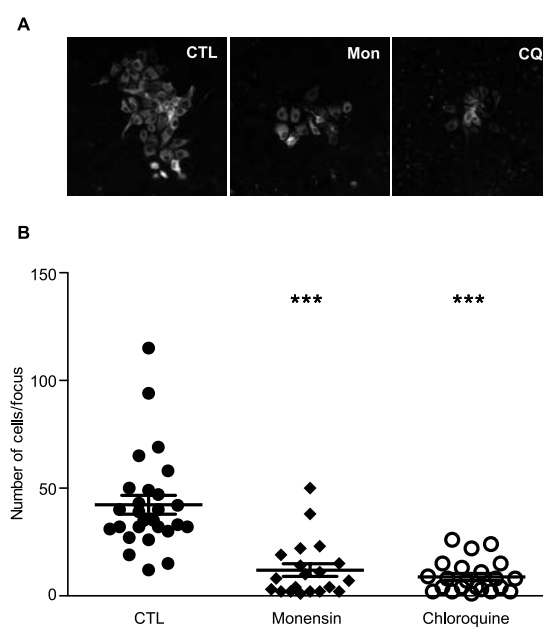 A
CTL
Mon
CQ
B
Number of cells/focus
150
100
50
0
***
***
CTL
Monensin
Chloroquine